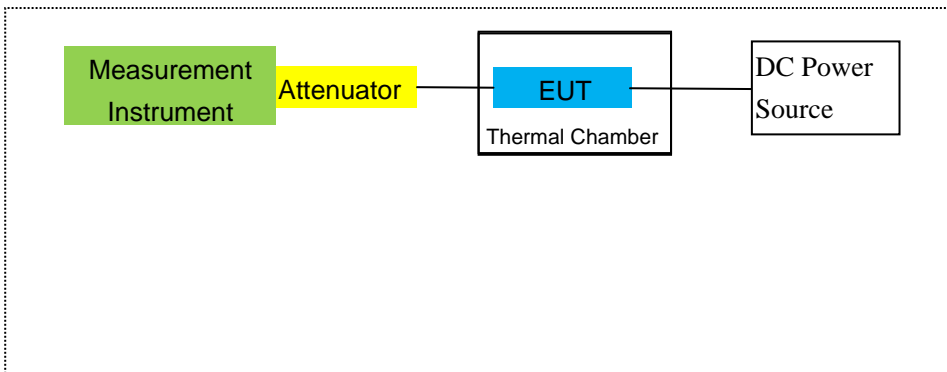 Measurement
Instrument
Attenuator
EUT
Thermal Chamber
DC Power
Source